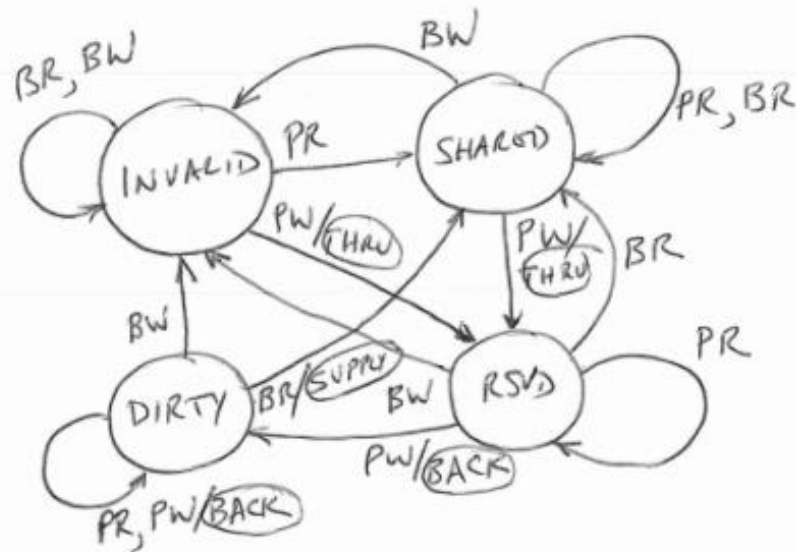 BW
BR, BW
PR, BR
INVALID
PR
SHARED
PW/THRU
PW/
THRU
BR
BW
BR/SUPPLY
BW
PR
DIRTY
RSVD
PW/BACK
PR, PW/BACK